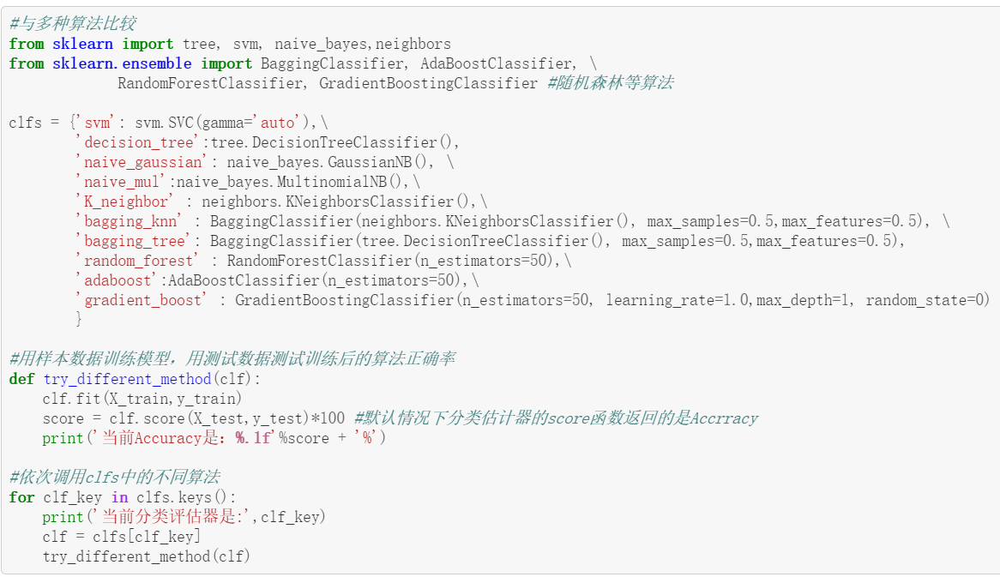 #与多种算法比较
from sklearn import tree, svm, naive_bayes,neighbors
from sklearn.ensemble import BaggingClassifier, AdaBoostClassifier, \
             RandomForestClassifier, GradientBoostingClassifier #随机森林等算法
clfs = {'svm': svm.SVC(gamma='auto'),\
        'decision_tree':tree.DecisionTreeClassifier(),
        'naive_gaussian': naive_bayes.GaussianNB(), \
        'naive_mul':naive_bayes.MultinomialNB(),\
        'K_neighbor' : neighbors.KNeighborsClassifier(),\
        'bagging_knn' : BaggingClassifier(neighbors.KNeighborsClassifier(), max_samples=0.5,max_features=0.5), \
        'bagging_tree': BaggingClassifier(tree.DecisionTreeClassifier(), max_samples=0.5,max_features=0.5),
        'random_forest' : RandomForestClassifier(n_estimators=50),\
        'adaboost':AdaBoostClassifier(n_estimators=50),\
        'gradient_boost' : GradientBoostingClassifier(n_estimators=50, learning_rate=1.0,max_depth=1, random_state=0)
        }
#用样本数据训练模型，用测试数据测试训练后的算法正确率
def try_different_method(clf):
    clf.fit(X_train,y_train)
    score = clf.score(X_test,y_test)*100 #默认情况下分类估计器的score函数返回的是Accrracy
    print('当前Accuracy是：%.1f'%score + '%')
#依次调用clfs中的不同算法
for clf_key in clfs.keys():
    print('当前分类评估器是:',clf_key)
    clf = clfs[clf_key]
    try_different_method(clf)